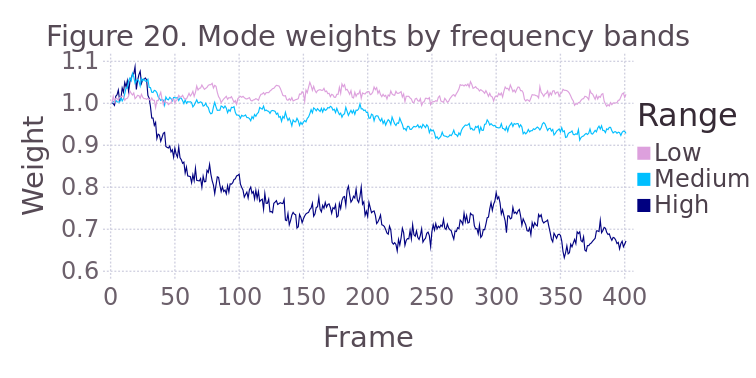 Figure 20. Mode weights by frequency bands
1.1
1.0
0.9
0.8
0.7
0.6
Weight
0 50 100 150 200 250 300 350 400
Frame
Range
Low
Medium
High